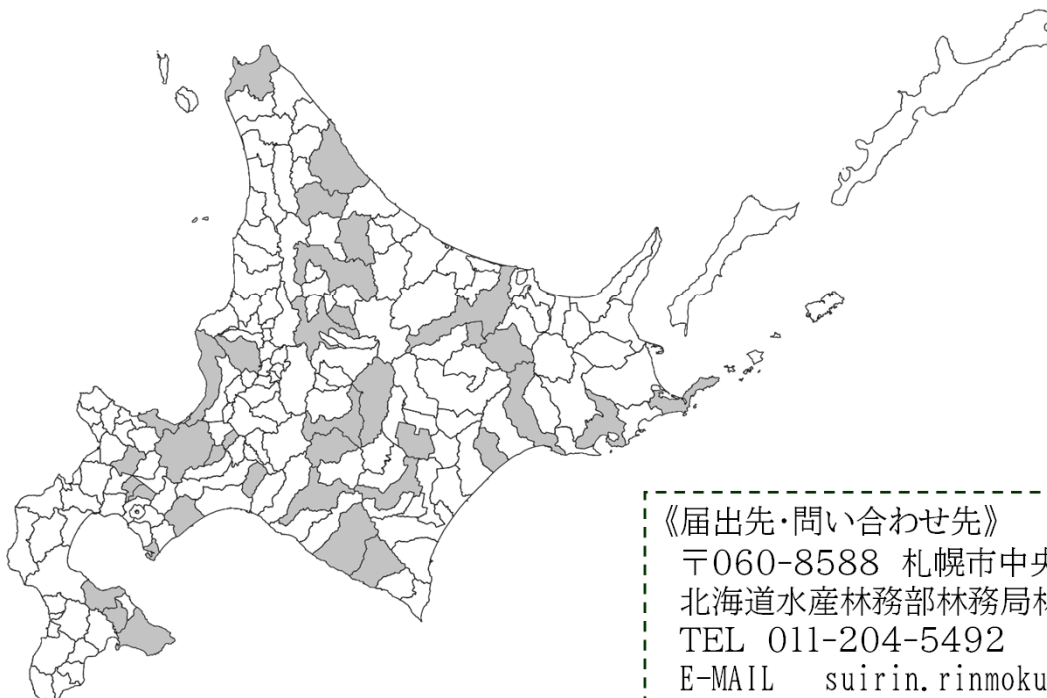 《届出先・問い合わせ先》
〒060-8588 札幌市中央
北海道水産林務部林務局林
TEL 011-204-5492
E-MAIL suirin.rinmoku